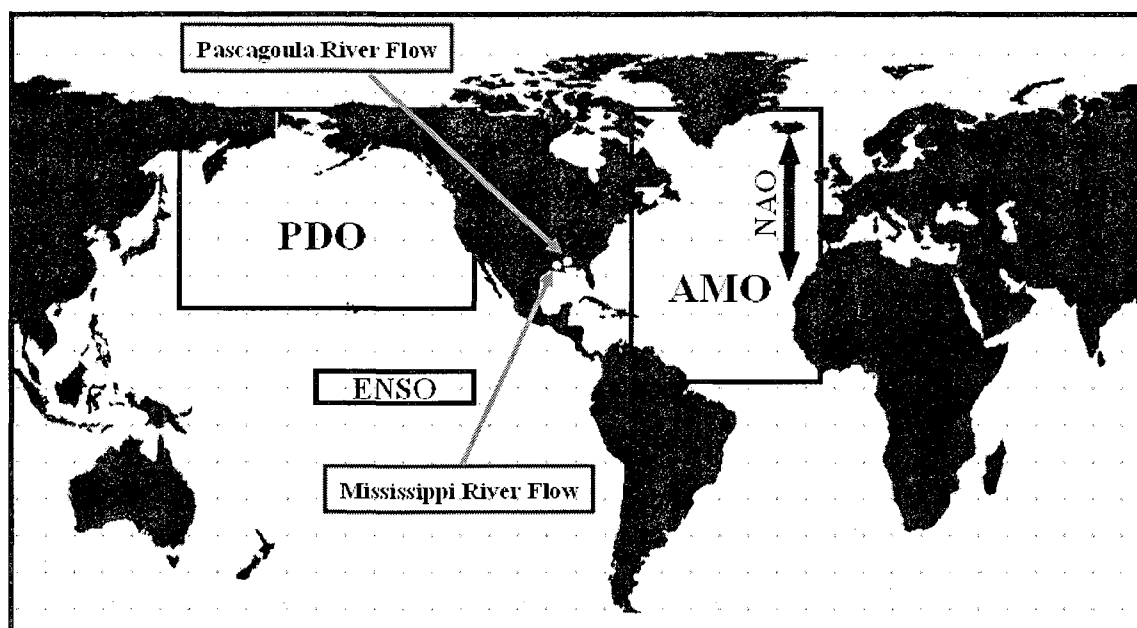 Pascagoula River Flow
PDO
NAO
AMO
ENSO
Mississippi River Flow